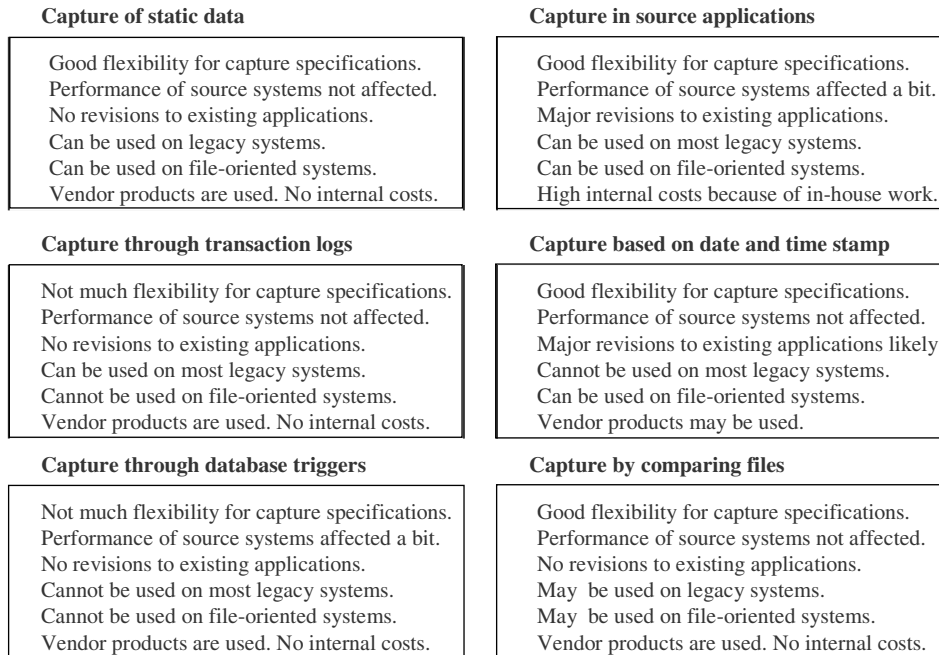 Capture of static data
Good flexibility for capture specifications.
Performance of source systems not affected.
No revisions to existing applications.
Can be used on legacy systems.
Can be used on file-oriented systems.
Vendor products are used. No internal costs.
Capture in source applications
Good flexibility for capture specifications.
Performance of source systems affected a bit.
Major revisions to existing applications.
Can be used on most legacy systems.
Can be used on file-oriented systems.
High internal costs because of in-house work.
Capture through transaction logs
Not much flexibility for capture specifications.
Performance of source systems not affected.
No revisions to existing applications.
Can be used on most legacy systems.
Cannot be used on file-oriented systems.
Vendor products are used. No internal costs.
Capture based on date and time stamp
Good flexibility for capture specifications.
Performance of source systems not affected.
Major revisions to existing applications likely
Cannot be used on most legacy systems.
Can be used on file-oriented systems.
Vendor products may be used.
Capture through database triggers
Not much flexibility for capture specifications.
Performance of source systems affected a bit.
No revisions to existing applications.
Cannot be used on most legacy systems.
Cannot be used on file-oriented systems.
Vendor products are used. No internal costs.
Capture by comparing files
Good flexibility for capture specifications.
Performance of source systems not affected.
No revisions to existing applications.
May be used on legacy systems.
May be used on file-oriented systems.
Vendor products are used. No internal costs.